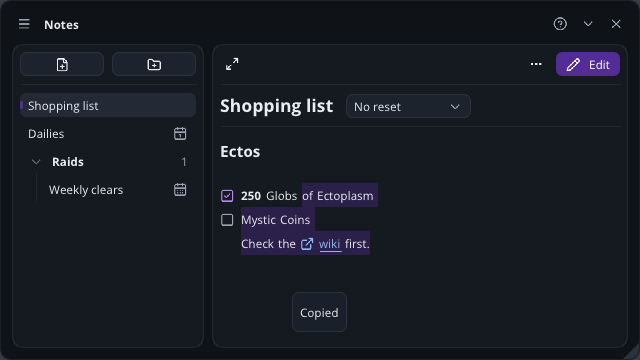 Notes
Edit
Shopping list
Dailies
Raids 1
Weekly clears
Shopping list No reset
Ectos
250 Globs of Ectoplasm
Mystic Coins
Check the wiki first.
Copied